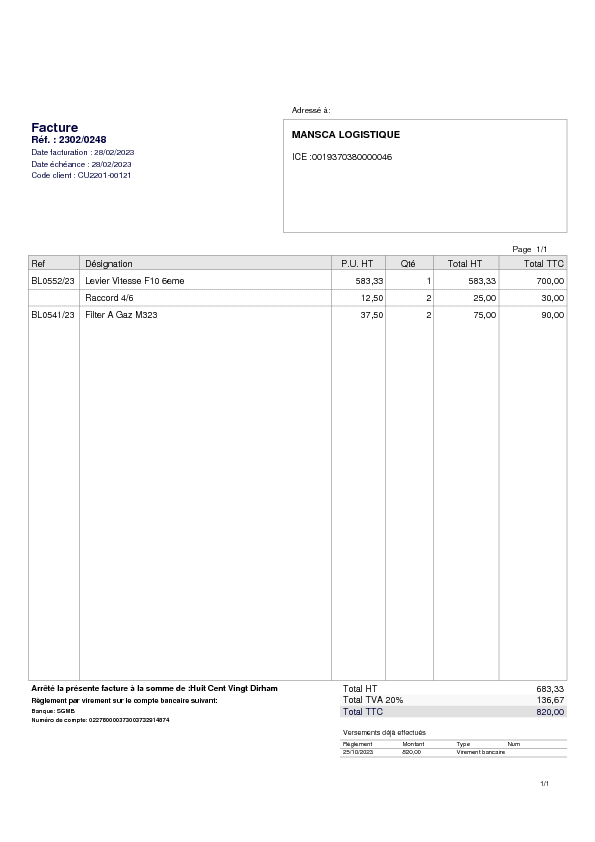 Adressé à:
Facture
Réf. : 2302/0248
Date facturation : 28/02/2023
Date échéance : 28/02/2023
Code client : CU2201-00121
MANSCA LOGISTIQUE
ICE :0019370380000046
Page 1/1
Ref Désignation P.U. HT Qté Total HT Total TTC
BL0552/23 Levier Vitesse F10 6eme 583,33 1 583,33 700,00
Raccord 4/6 12,50 2 25,00 30,00
BL0541/23 Filter A Gaz M323 37,50 2 75,00 90,00
Arrêté la présente facture à la somme de :Huit Cent Vingt Dirham
Règlement par virement sur le compte bancaire suivant:
Banque: SGMB
Numéro de compte:
Total HT 683,33
Total TVA 20% 136,67
Total TTC 820,00
Versements déjà effectués
Règlement Montant Type Num
25/10/2023 820,00 Virement bancaire
1/1